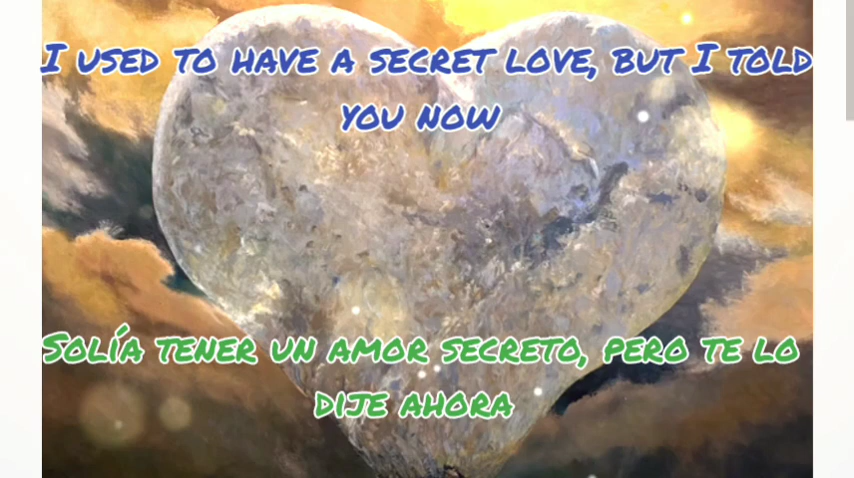 I used to have a secret love, but I told
you now
Solía tener un amor secreto, pero te lo
dije ahora